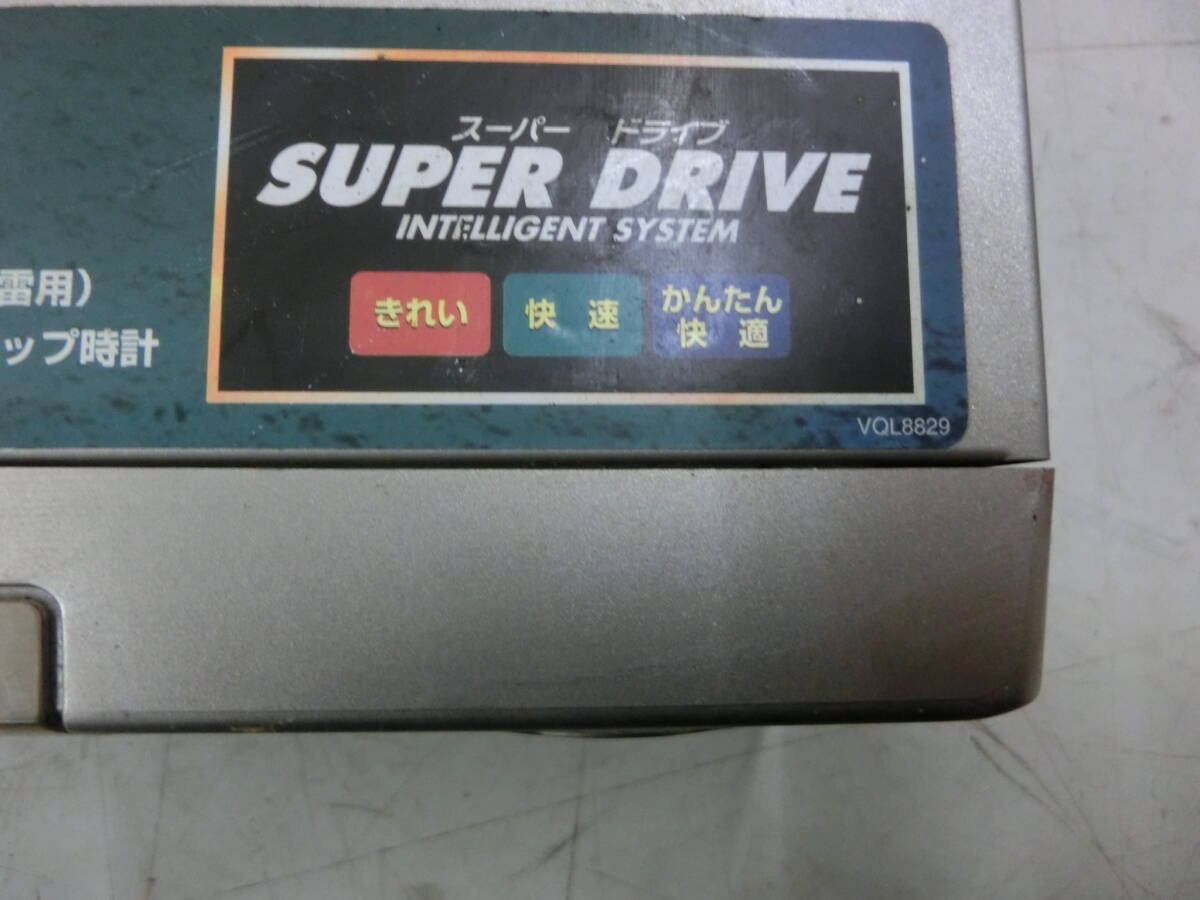 スーパー ドライブ
SUPER DRIVE
INTELLIGENT SYSTEM
雷用)
ップ時計
きれい
快 速
かんたん
快 適
VQL8829